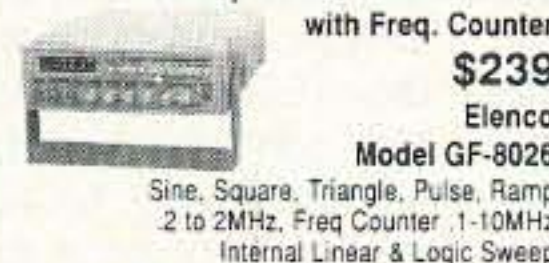 with Freq. Counter
$239
Elenco
Model GF-8026
Sine, Square, Triangle, Pulse, Ramp
.2 to 2MHz, Freq Counter .1-10MHz
Internal Linear & Logic Sweep